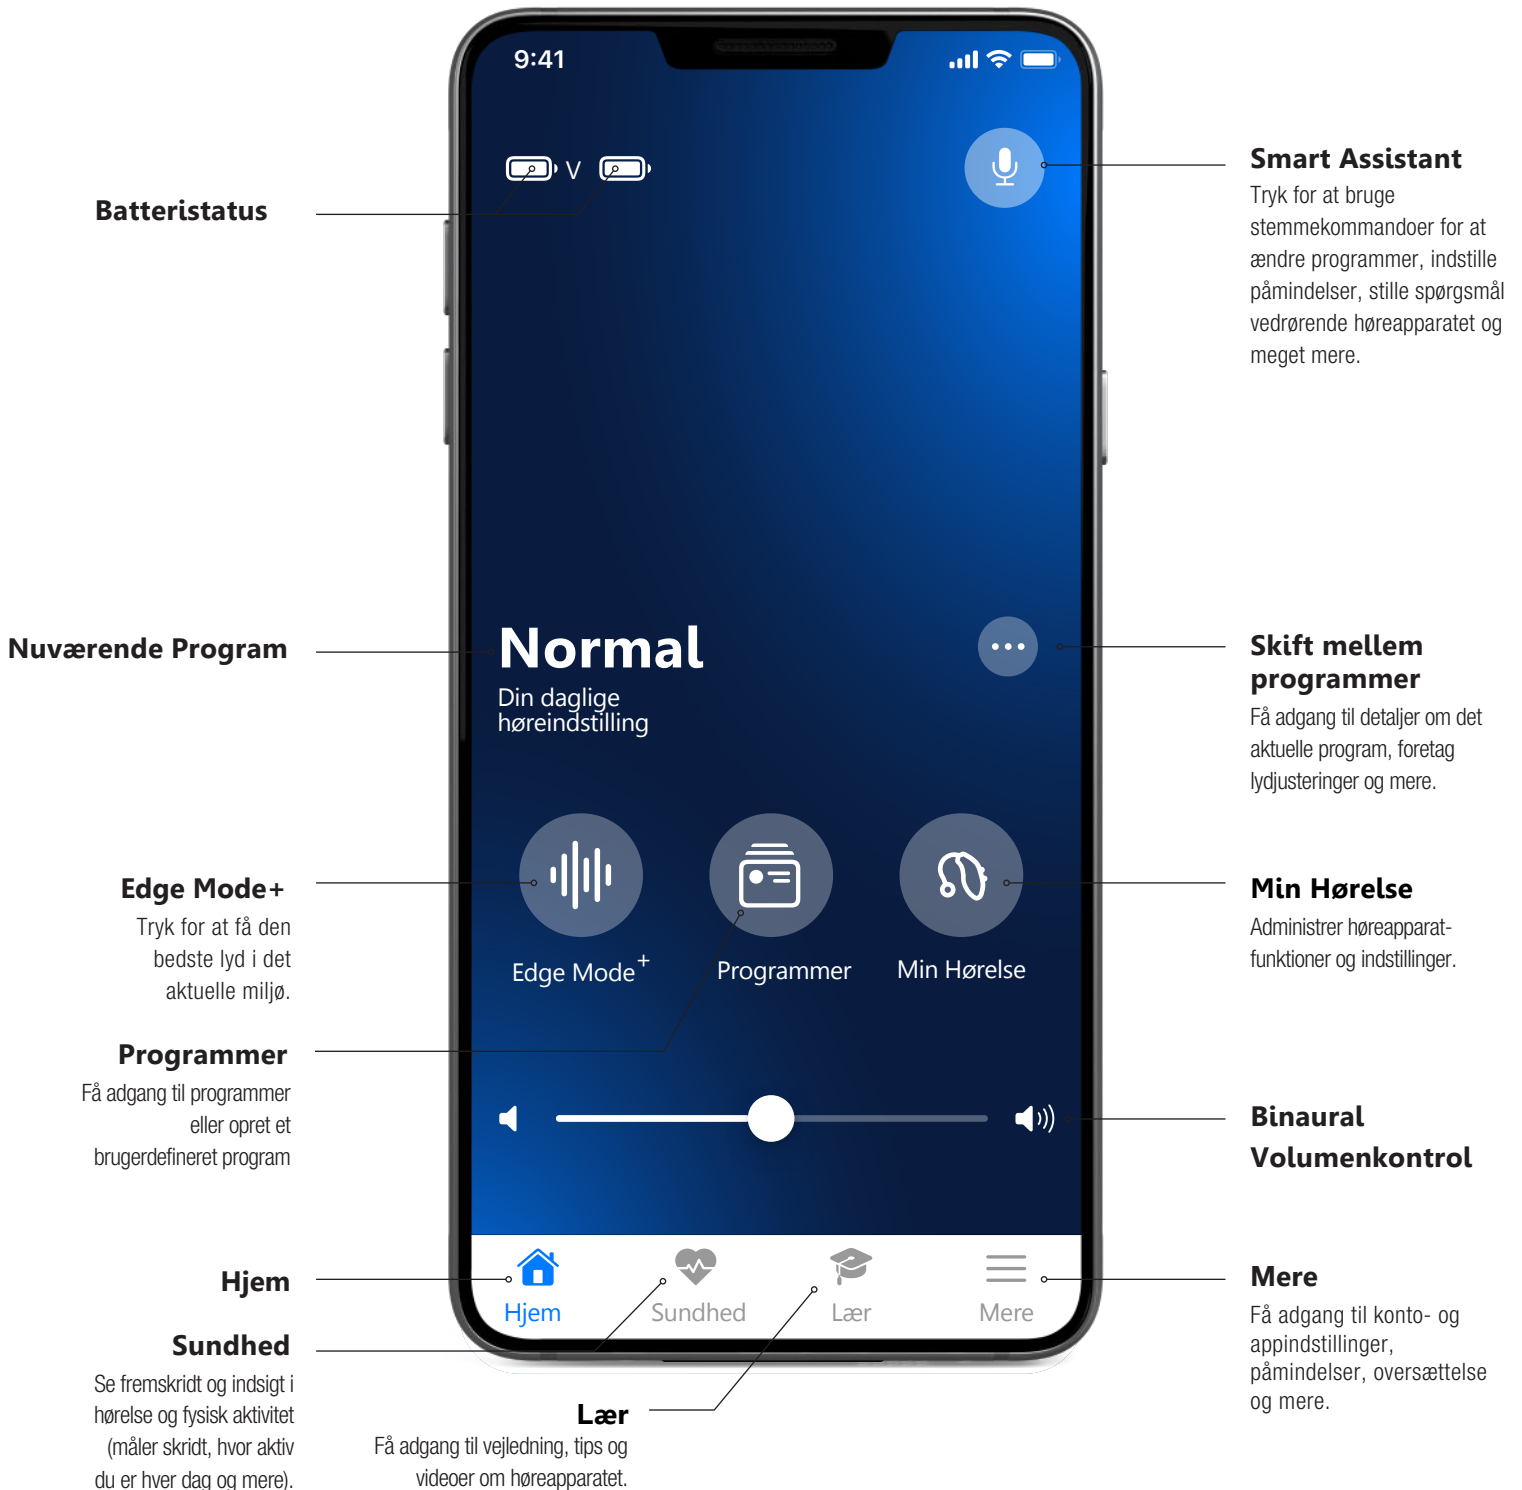 9:41
V
Batteristatus
Smart Assistant
Tryk for at bruge
stemmekommandoer for at
ændre programmer, indstille
påmindelser, stille spørgsmål
vedrørende høreapparatet og
meget mere.
Nuværende Program
Normal
Din daglige
høreindstilling
Skift mellem
programmer
Få adgang til detaljer om det
aktuelle program, foretag
lydjusteringer og mere.
Edge Mode+
Tryk for at få den
bedste lyd i det
aktuelle miljø.
Edge Mode+
Programmer
Min Hørelse
Min Hørelse
Administrer høreapparat-
funktioner og indstillinger.
Programmer
Få adgang til programmer
eller opret et
brugerdefineret program
Binaural
Volumenkontrol
Hjem
Hjem
Sundhed
Lær
Mere
Mere
Få adgang til konto- og
appindstillinger,
påmindelser, oversættelse
og mere.
Sundhed
Se fremskridt og indsigt i
hørelse og fysisk aktivitet
(måler skridt, hvor aktiv
du er hver dag og mere).
Lær
Få adgang til vejledning, tips og
videoer om høreapparatet.